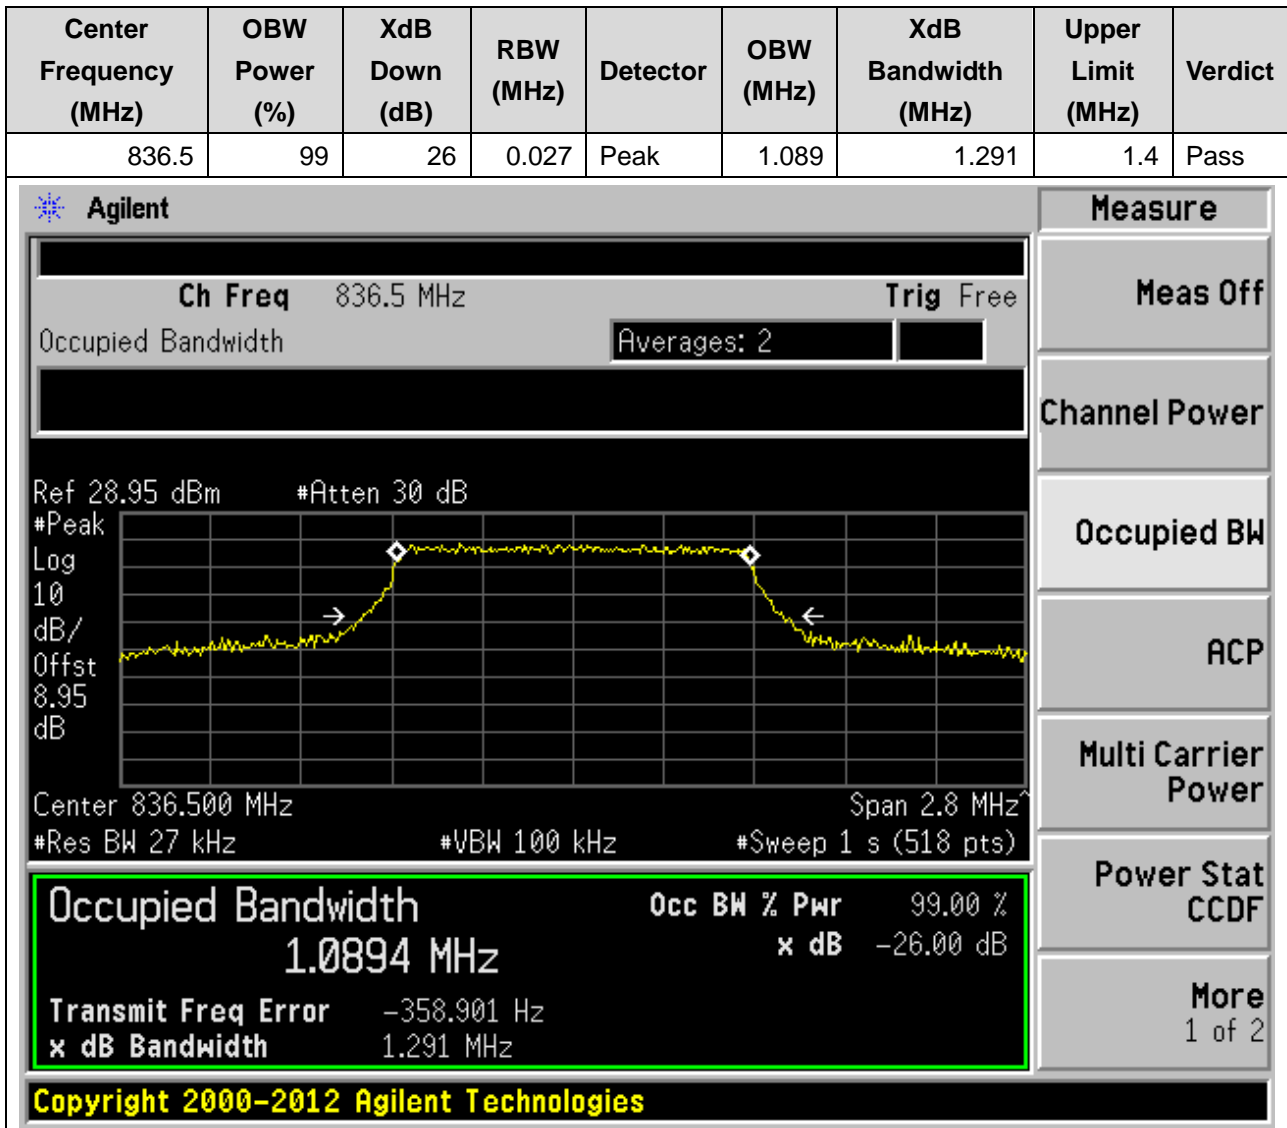 Center Frequency (MHz) OBW Power (%) XdB Down (dB) RBW (MHz) Detector OBW (MHz) XdB Bandwidth (MHz) Upper Limit (MHz) Verdict
836.5 99 26 0.027 Peak 1.089 1.291 1.4 Pass
Agilent
Measure
Ch Freq 836.5 MHz Trig Free
Occupied Bandwidth Averages: 2
Ref 28.95 dBm #Atten 30 dB
#Peak
Log
10
dB/
Offst
8.95
dB
Center 836.500 MHz Span 2.8 MHz^
#Res BW 27 kHz #VBW 100 kHz #Sweep 1 s (518 pts)
Occupied Bandwidth Occ BW % Pwr 99.00 %
1.0894 MHz x dB -26.00 dB
Transmit Freq Error -358.901 Hz
x dB Bandwidth 1.291 MHz
Meas Off
Channel Power
Occupied BW
ACP
Multi Carrier
Power
Power Stat
CCDF
More
1 of 2
Copyright 2000-2012 Agilent Technologies